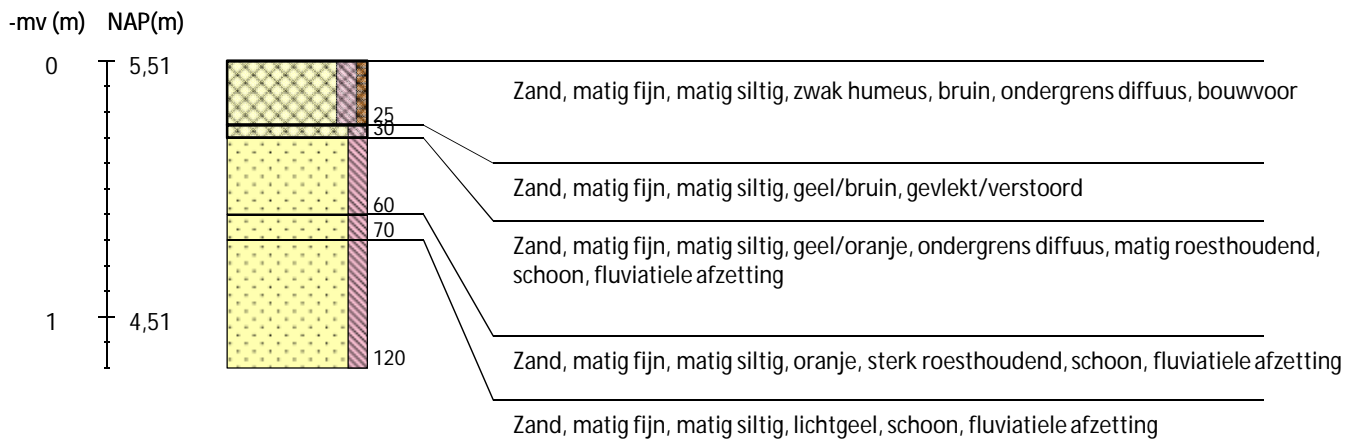 -mv (m) NAP(m)
0 5,51
Zand, matig fijn, matig siltig, zwak humeus, bruin, ondergrens diffuus, bouwvoor
25
30
Zand, matig fijn, matig siltig, geel/bruin, gevlekt/verstoord
60
70
Zand, matig fijn, matig siltig, geel/oranje, ondergrens diffuus, matig roesthoudend,
schoon, fluviatiele afzetting
1 4,51
120
Zand, matig fijn, matig siltig, oranje, sterk roesthoudend, schoon, fluviatiele afzetting
Zand, matig fijn, matig siltig, lichtgeel, schoon, fluviatiele afzetting